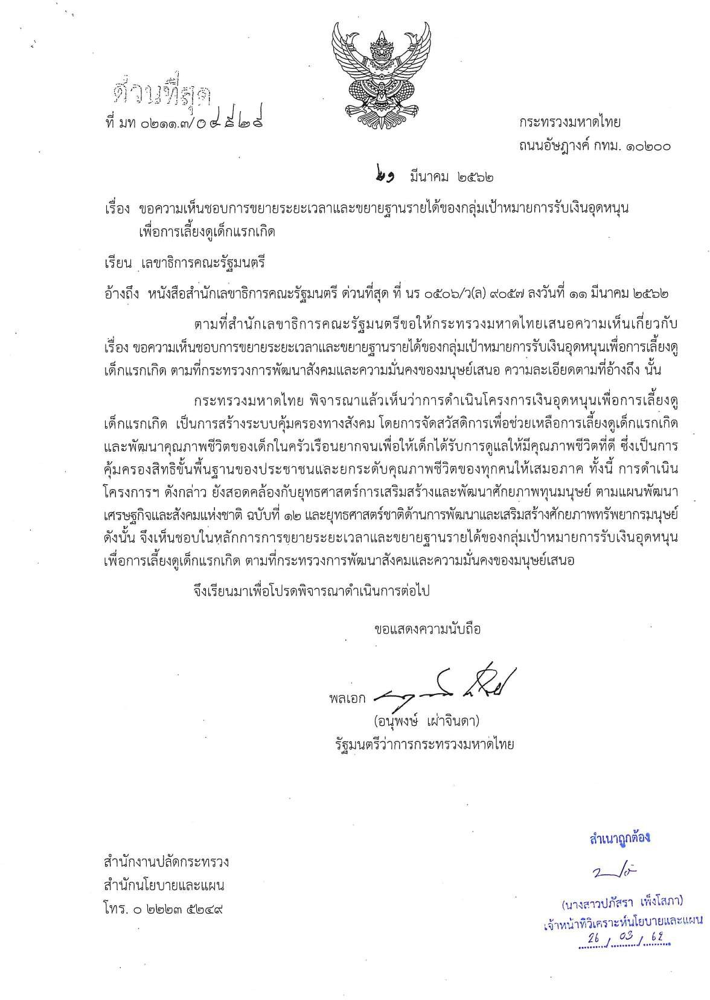 ด่วนที่สุด
ที่ มท ๐๒๑๑.๓/๐๔๕๒๘
กระทรวงมหาดไทย
ถนนอัษฎางค์ กทม. ๑๐๒๐๐
๒๑ มีนาคม ๒๕๖๒
เรื่อง ขอความเห็นชอบการขยายระยะเวลาและขยายฐานรายได้ของกลุ่มเป้าหมายการรับเงินอุดหนุน
เพื่อการเลี้ยงดูเด็กแรกเกิด
เรียน เลขาธิการคณะรัฐมนตรี
อ้างถึง หนังสือสำนักเลขาธิการคณะรัฐมนตรี ด่วนที่สุด ที่ นร ๐๕๐๖/ว(ล) ๙๐๕๗ ลงวันที่ ๑๑ มีนาคม ๒๕๖๒
ตามที่สำนักเลขาธิการคณะรัฐมนตรีขอให้กระทรวงมหาดไทยเสนอความเห็นเกี่ยวกับ
เรื่อง ขอความเห็นชอบการขยายระยะเวลาและขยายฐานรายได้ของกลุ่มเป้าหมายการรับเงินอุดหนุนเพื่อการเลี้ยงดู
เด็กแรกเกิด ตามที่กระทรวงการพัฒนาสังคมและความมั่นคงของมนุษย์เสนอ ความละเอียดตามที่อ้างถึง นั้น
กระทรวงมหาดไทย พิจารณาแล้วเห็นว่าการดำเนินโครงการเงินอุดหนุนเพื่อการเลี้ยงดู
เด็กแรกเกิด เป็นการสร้างระบบคุ้มครองทางสังคม โดยการจัดสวัสดิการเพื่อช่วยเหลือการเลี้ยงดูเด็กแรกเกิด
และพัฒนาคุณภาพชีวิตของเด็กในครัวเรือนยากจนเพื่อให้เด็กได้รับการดูแลให้มีคุณภาพชีวิตที่ดี ซึ่งเป็นการ
คุ้มครองสิทธิขั้นพื้นฐานของประชาชนและยกระดับคุณภาพชีวิตของทุกคนให้เสมอภาค ทั้งนี้ การดำเนิน
โครงการฯ ดังกล่าว ยังสอดคล้องกับยุทธศาสตร์การเสริมสร้างและพัฒนาศักยภาพทุนมนุษย์ ตามแผนพัฒนา
เศรษฐกิจและสังคมแห่งชาติ ฉบับที่ ๑๒ และยุทธศาสตร์ชาติด้านการพัฒนาและเสริมสร้างศักยภาพทรัพยากรมนุษย์
ดังนั้น จึงเห็นชอบในหลักการการขยายระยะเวลาและขยายฐานรายได้ของกลุ่มเป้าหมายการรับเงินอุดหนุน
เพื่อการเลี้ยงดูเด็กแรกเกิด ตามที่กระทรวงการพัฒนาสังคมและความมั่นคงของมนุษย์เสนอ
จึงเรียนมาเพื่อโปรดพิจารณาดำเนินการต่อไป
ขอแสดงความนับถือ
พลเอก
(อนุพงษ์ เผ่าจินดา)
รัฐมนตรีว่าการกระทรวงมหาดไทย
สำเนาถูกต้อง
สำนักงานปลัดกระทรวง
สำนักนโยบายและแผน
โทร. ๐ ๒๒๒๓ ๕๒๔๙
(นางสาวปภัสรา เพ็งโสภา)
เจ้าหน้าที่วิเคราะห์นโยบายและแผน
26 / 03 / 62